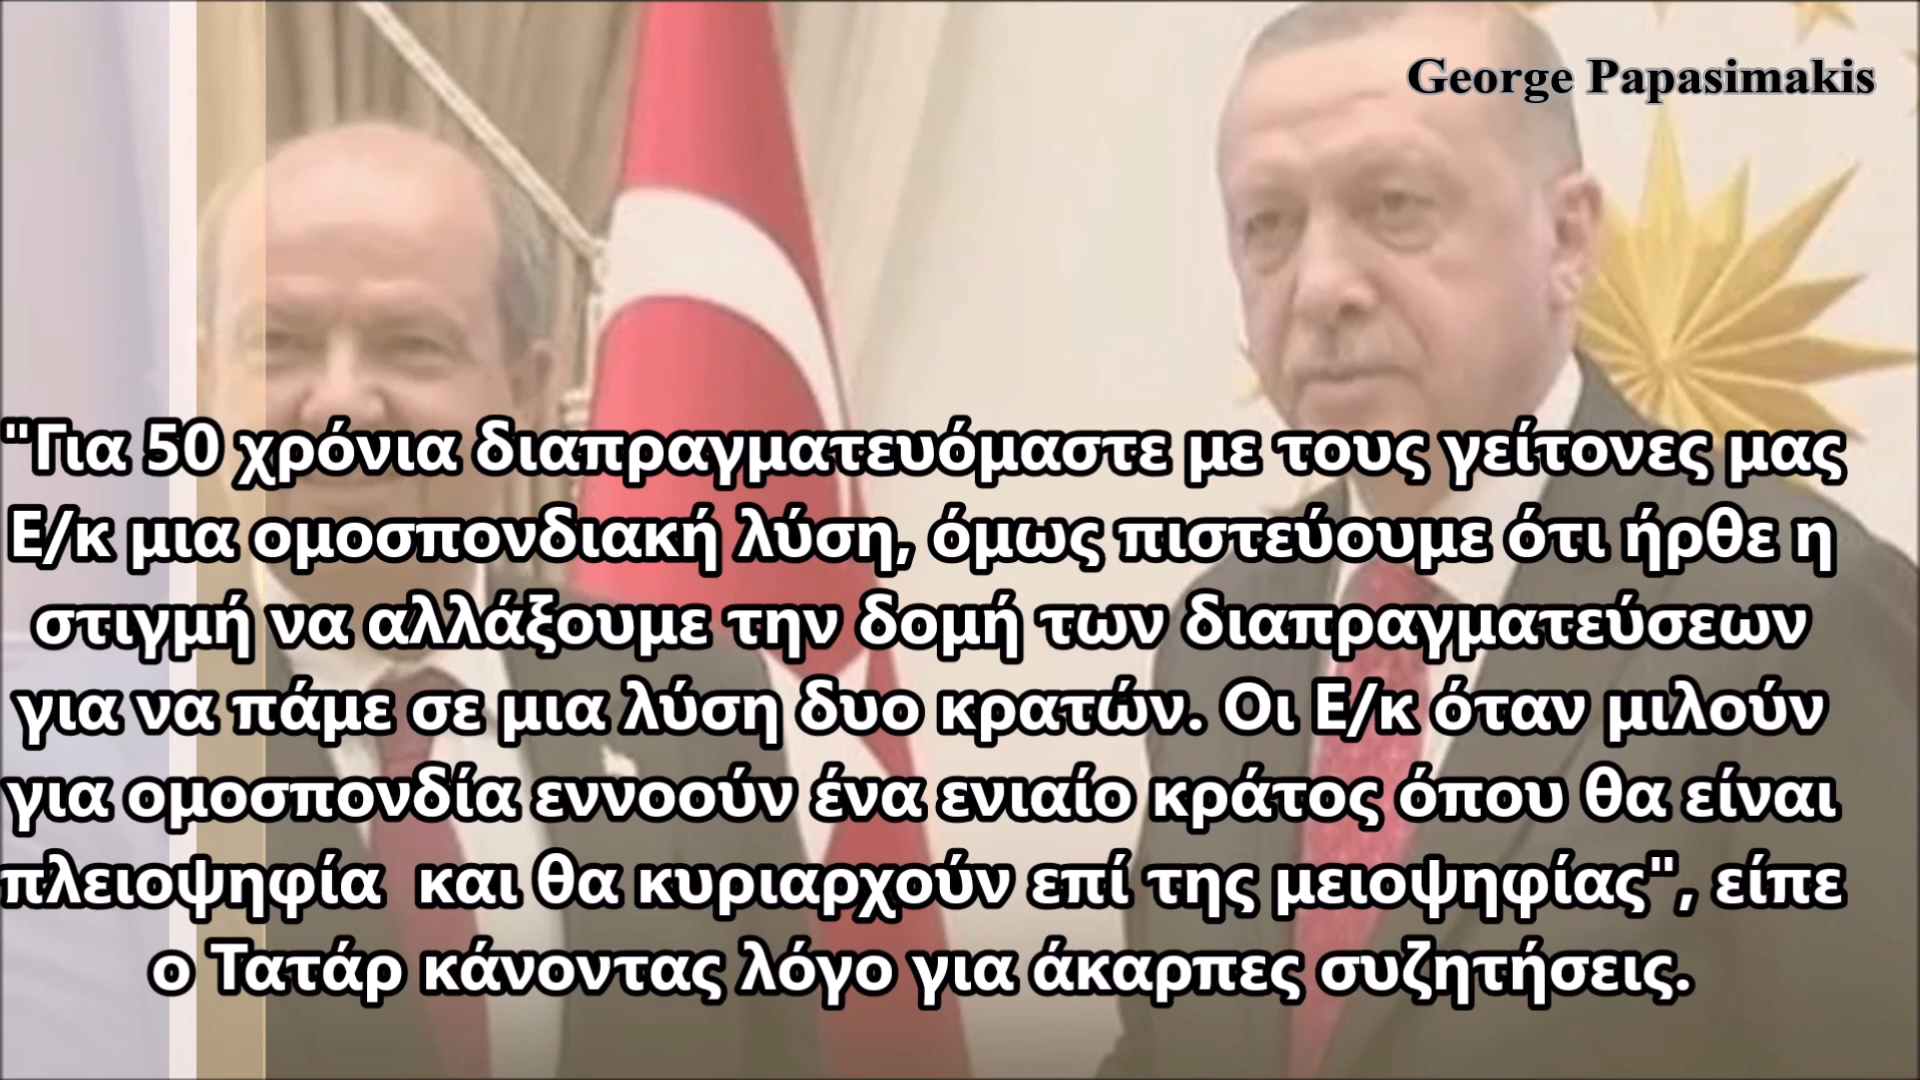 George Papasimakis
"Για 50 χρόνια διαπραγματευόμαστε με τους γείτονες μας
Ε/κ μια ομοσπονδιακή λύση, όμως πιστεύουμε ότι ήρθε η
στιγμή να αλλάξουμε την δομή των διαπραγματεύσεων
για να πάμε σε μια λύση δυο κρατών. Οι Ε/κ όταν μιλούν
για ομοσπονδία εννοούν ένα ενιαίο κράτος όπου θα είναι
πλειοψηφία  και θα κυριαρχούν επί της μειοψηφίας", είπε
ο Τατάρ κάνοντας λόγο για άκαρπες συζητήσεις.